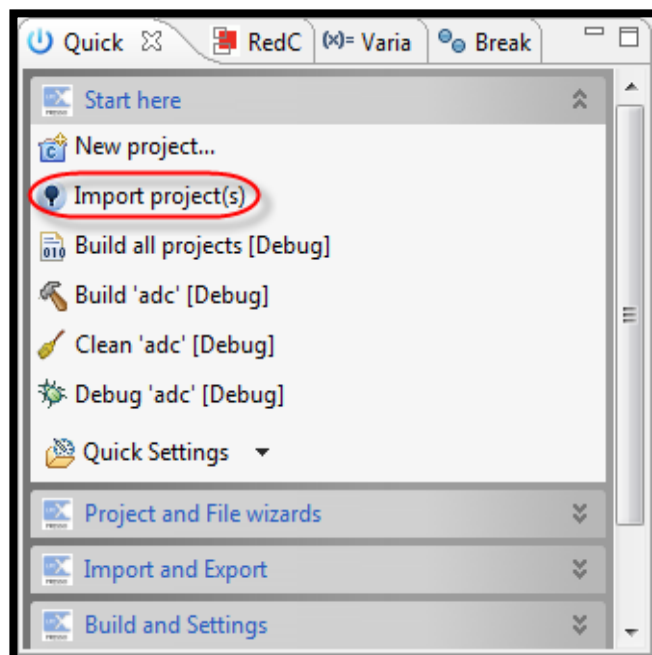 Quick RedC (x)= Varia Break
Start here
New project...
Import project(s)
Build all projects [Debug]
Build 'adc' [Debug]
Clean 'adc' [Debug]
Debug 'adc' [Debug]
Quick Settings
Project and File wizards
Import and Export
Build and Settings